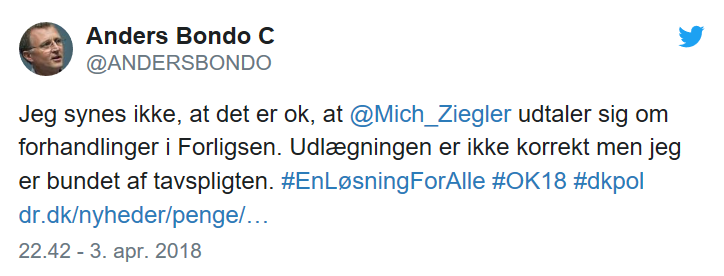 Anders Bondo C
@ANDERSBONDO
Jeg synes ikke, at det er ok, at @Mich_Ziegler udtaler sig om
forhandlinger i Forligsen. Udlægningen er ikke korrekt men jeg
er bundet af tavspligten. #EnLøsningForAlle #OK18 #dkpol
dr.dk/nyheder/penge/…
22.42 - 3. apr. 2018